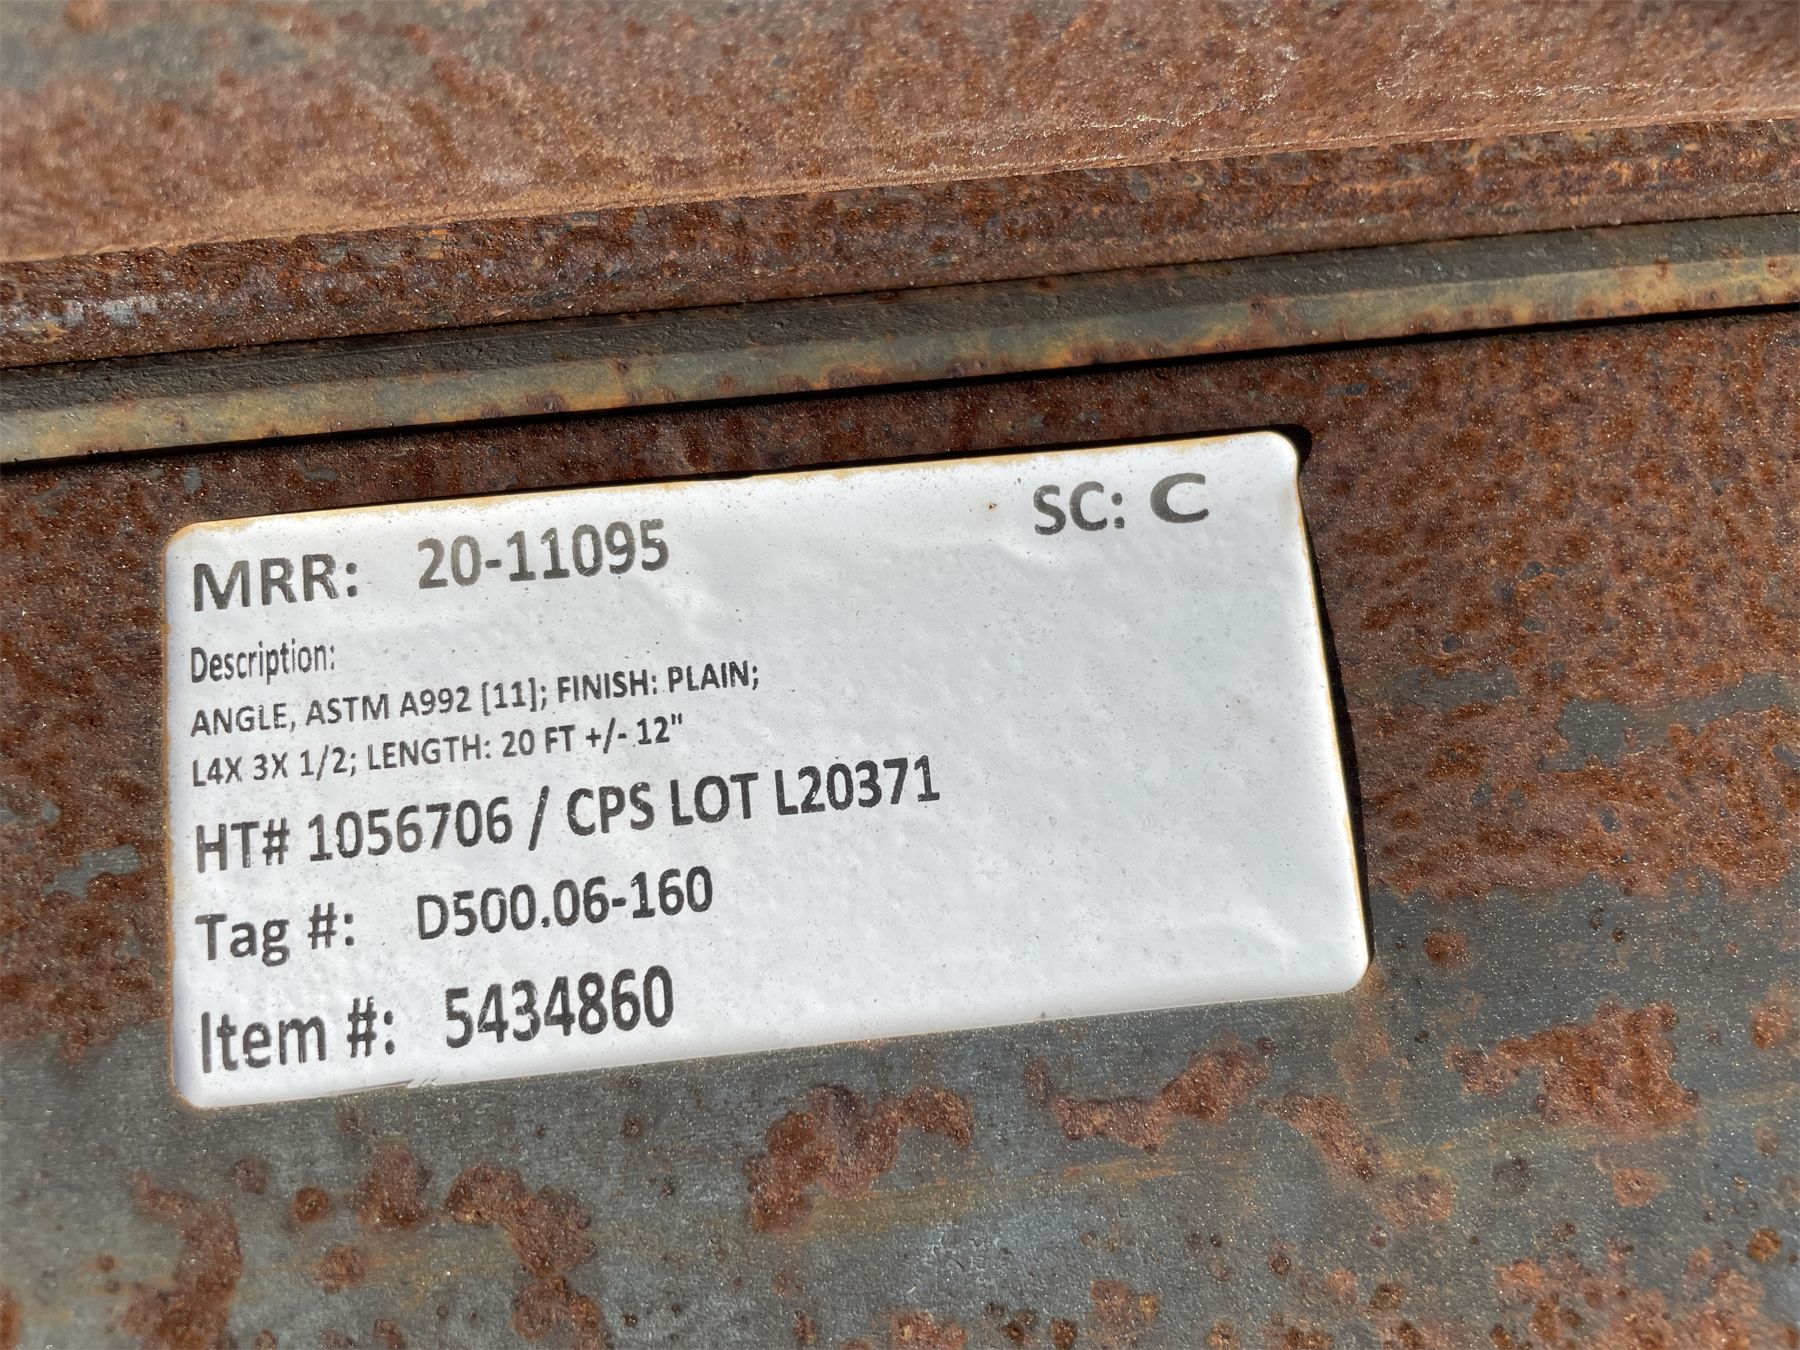 MRR: 20-11095 SC: C
Description:
ANGLE, ASTM A992 [11]; FINISH: PLAIN;
L4X 3X 1/2; LENGTH: 20 FT +/- 12"
HT# 1056706 / CPS LOT L20371
Tag #: D500.06-160
Item #: 5434860